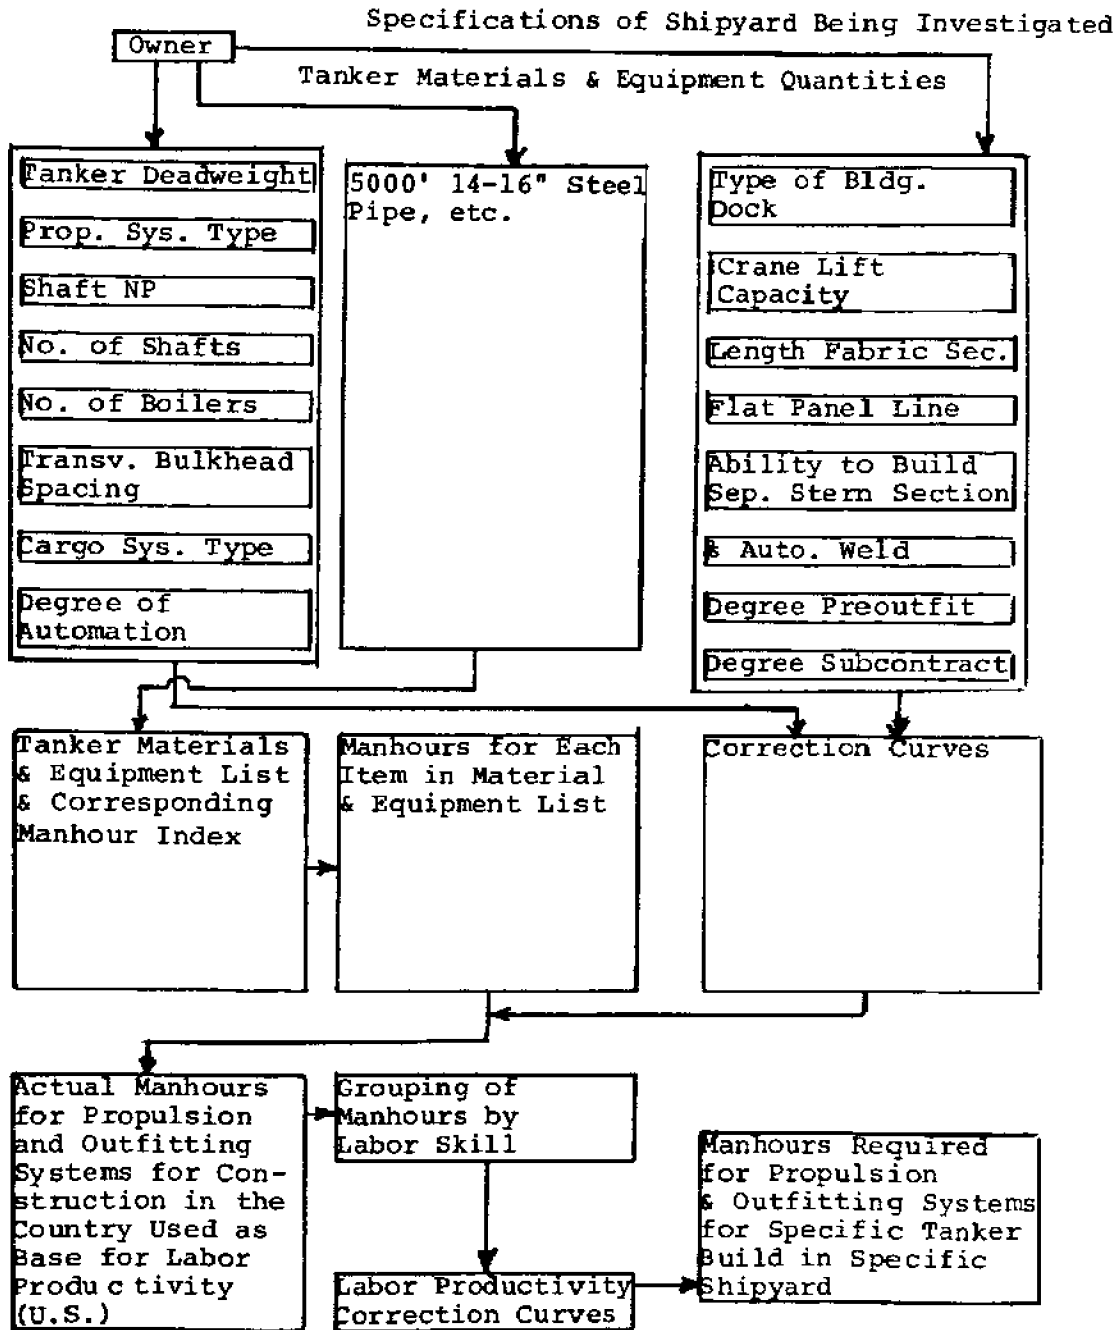 Specifications of Shipyard Being Investigated
Owner
Tanker Materials & Equipment Quantities
Tanker Deadweight
Prop. Sys. Type
Shaft NP
No. of Shafts
No. of Boilers
Transv. Bulkhead
Spacing
Cargo Sys. Type
Degree of
Automation
5000' 14-16" Steel
Pipe, etc.
Type of Bldg.
Dock
Crane Lift
Capacity
Length Fabric Sec.
Flat Panel Line
Ability to Build
Sep. Stern Section
& Auto. Weld
Degree Preoutfit
Degree Subcontract
Tanker Materials
& Equipment List
& Corresponding
Manhour Index
Manhours for Each
Item in Material
& Equipment List
Correction Curves
Actual Manhours
for Propulsion
and Outfitting
Systems for Con-
struction in the
Country Used as
Base for Labor
Productivity
(U.S.)
Grouping of
Manhours by
Labor Skill
Labor Productivity
Correction Curves
Manhours Required
for Propulsion
& Outfitting Systems
for Specific Tanker
Build in Specific
Shipyard